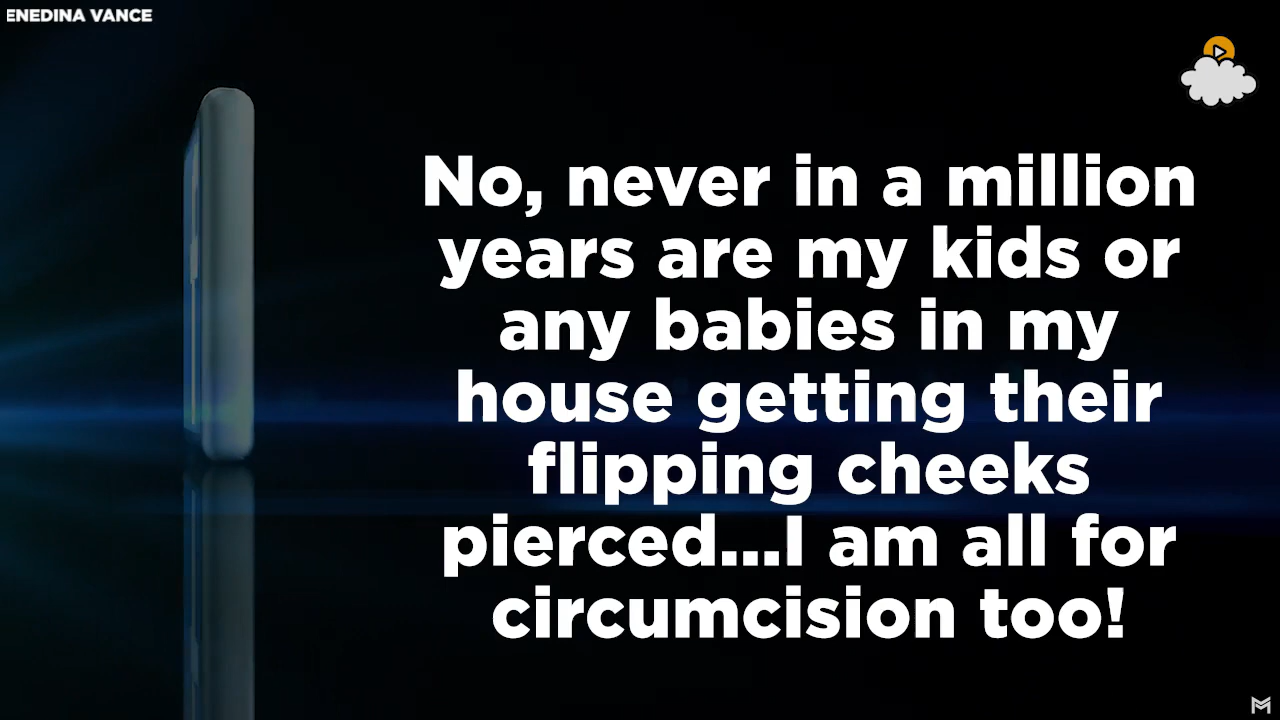 ENEDINA VANCE
No, never in a million
years are my kids or
any babies in my
house getting their
flipping cheeks
pierced...I am all for
circumcision too!
M